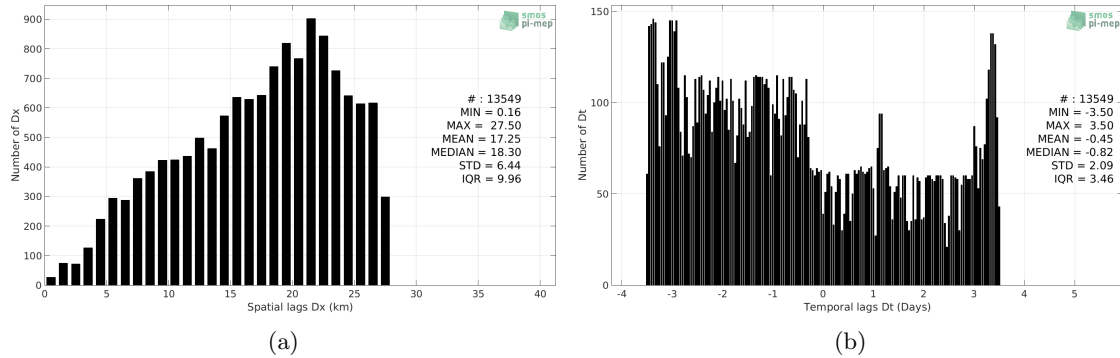 900
800
700
600
500
400
300
200
100
0
Number of Dx
0 5 10 15 20 25 30 35 40
Spatial lags Dx (km)
smos
pi-mep
# : 13549
MIN = 0.16
MAX = 27.50
MEAN = 17.25
MEDIAN = 18.30
STD = 6.44
IQR = 9.96
(a)
150
100
50
0
Number of Dt
-4 -3 -2 -1 0 1 2 3 4 5
Temporal lags Dt (Days)
smos
pi-mep
# : 13549
MIN = -3.50
MAX = 3.50
MEAN = -0.45
MEDIAN = -0.82
STD = 2.09
IQR = 3.46
(b)